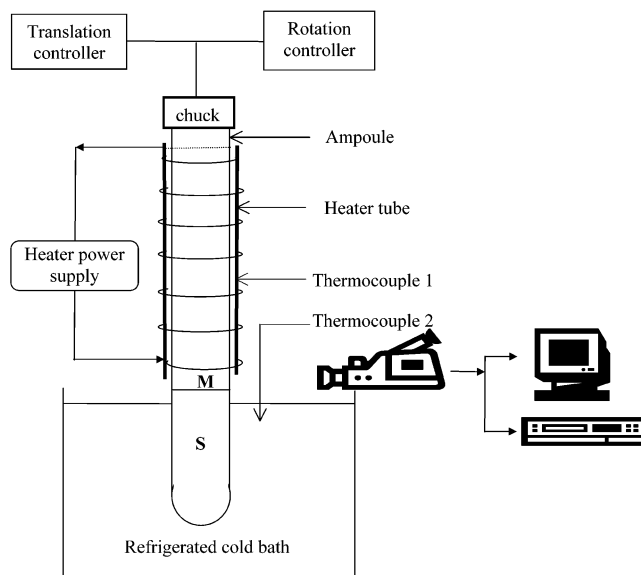 Translation
controller
Rotation
controller
chuck
Ampoule
Heater tube
Heater power
supply
Thermocouple 1
Thermocouple 2
M
S
Refrigerated cold bath